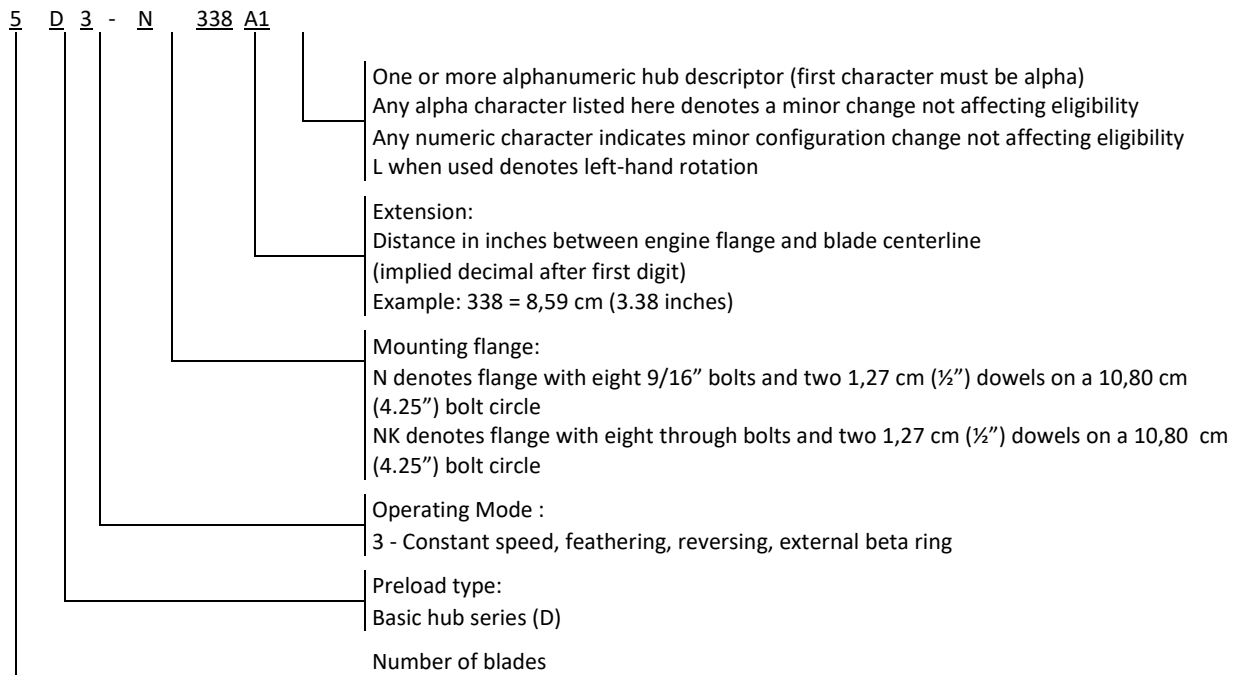 5 D 3 - N 338 A1
One or more alphanumeric hub descriptor (first character must be alpha)
Any alpha character listed here denotes a minor change not affecting eligibility
Any numeric character indicates minor configuration change not affecting eligibility
L when used denotes left-hand rotation
Extension:
Distance in inches between engine flange and blade centerline
(implied decimal after first digit)
Example: 338 = 8,59 cm (3.38 inches)
Mounting flange:
N denotes flange with eight 9/16” bolts and two 1,27 cm (½”) dowels on a 10,80 cm
(4.25”) bolt circle
NK denotes flange with eight through bolts and two 1,27 cm (½”) dowels on a 10,80 cm
(4.25”) bolt circle
Operating Mode :
3 - Constant speed, feathering, reversing, external beta ring
Preload type:
Basic hub series (D)
Number of blades